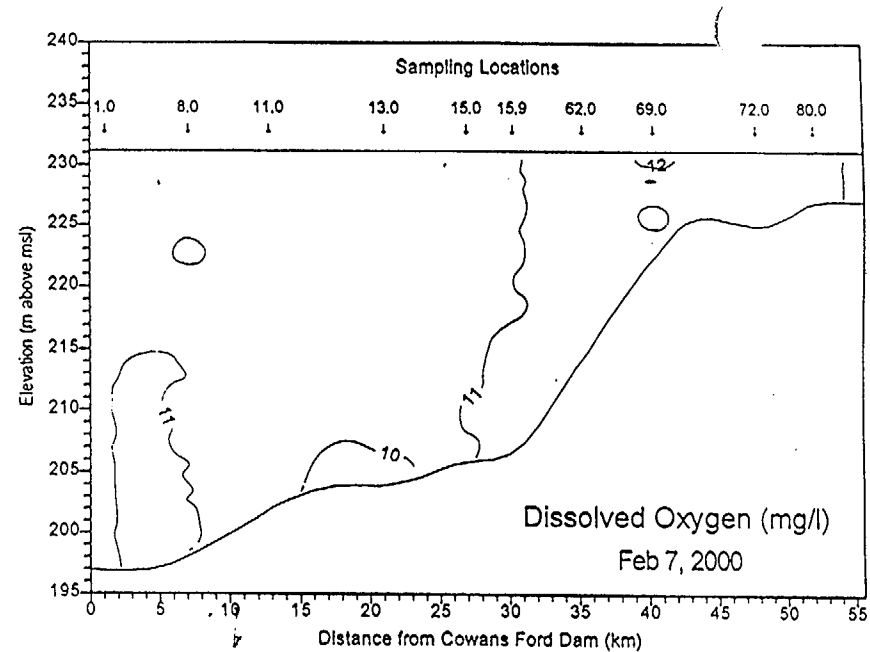 Sampling Locations
1.0 8.0 11.0 13.0 15.0 15.9 62.0 69.0 72.0 80.0
240
235
230
225
220
215
210
205
200
195
Elevation (m above msl)
12
11
11
10
Dissolved Oxygen (mg/l)
Feb 7, 2000
0 5 10 15 20 25 30 35 40 45 50 55
Distance from Cowans Ford Dam (km)